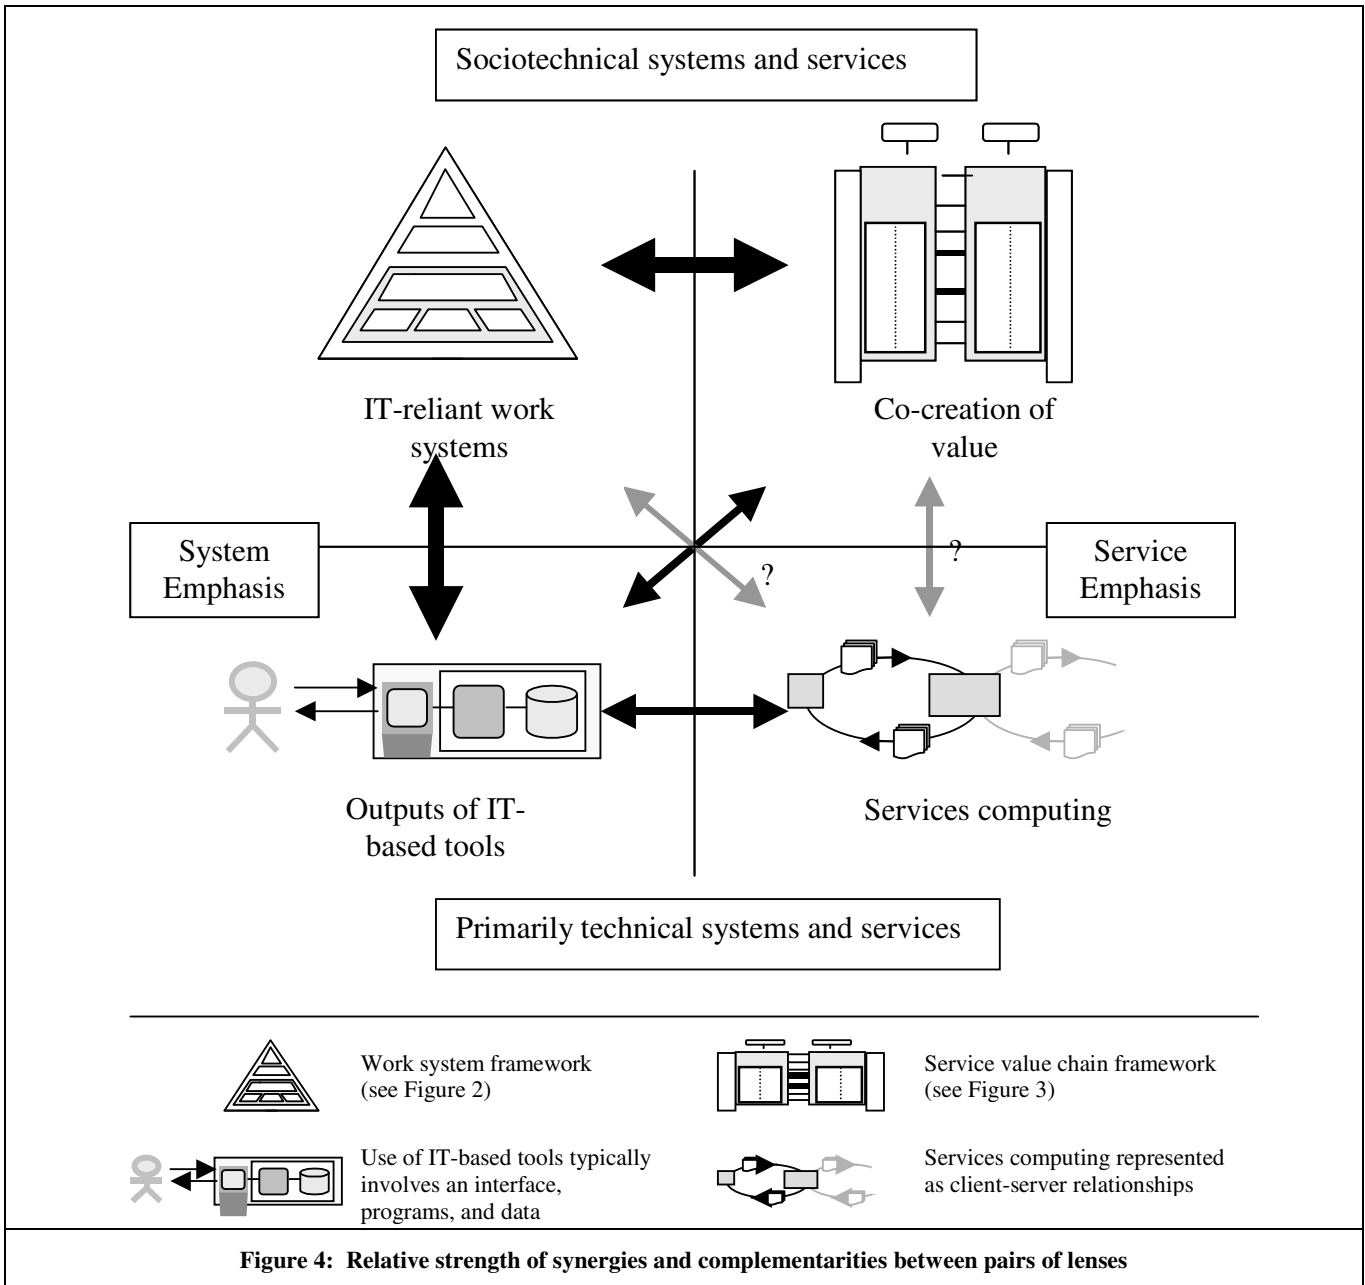 Sociotechnical systems and services
IT-reliant work
systems
Co-creation of
value
System
Emphasis
?
?
Service
Emphasis
Outputs of IT-
based tools
Services computing
Primarily technical systems and services
Work system framework
(see Figure 2)
Service value chain framework
(see Figure 3)
Use of IT-based tools typically
involves an interface,
programs, and data
Services computing represented
as client-server relationships
Figure 4:  Relative strength of synergies and complementarities between pairs of lenses